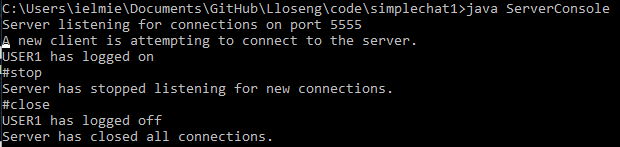 C:\Users\ielmie\Documents\GitHub\Lloseng\code\simplechat1>java ServerConsole
Server listening for connections on port 5555
A new client is attempting to connect to the server.
USER1 has logged on
#stop
Server has stopped listening for new connections.
#close
USER1 has logged off
Server has closed all connections.